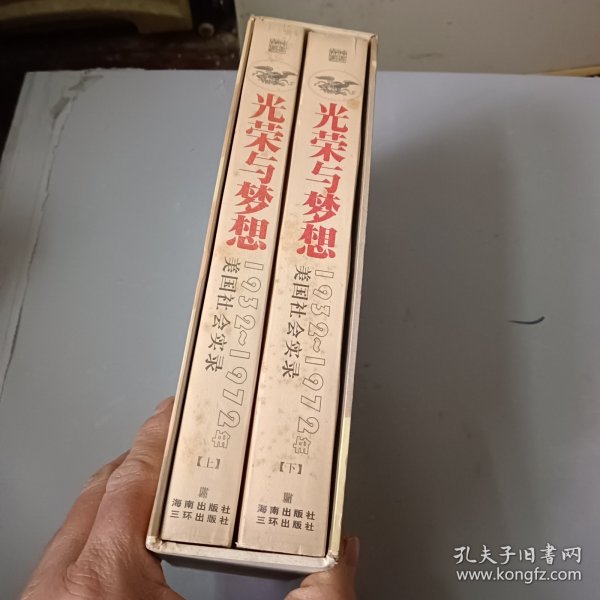 光荣与梦想
1932~1972年
美国社会实录
【上】
海南出版社
三环出版社
光荣与梦想
1932~1972年
美国社会实录
【下】
海南出版社
三环出版社
孔夫子旧书网
www.kongfz.com